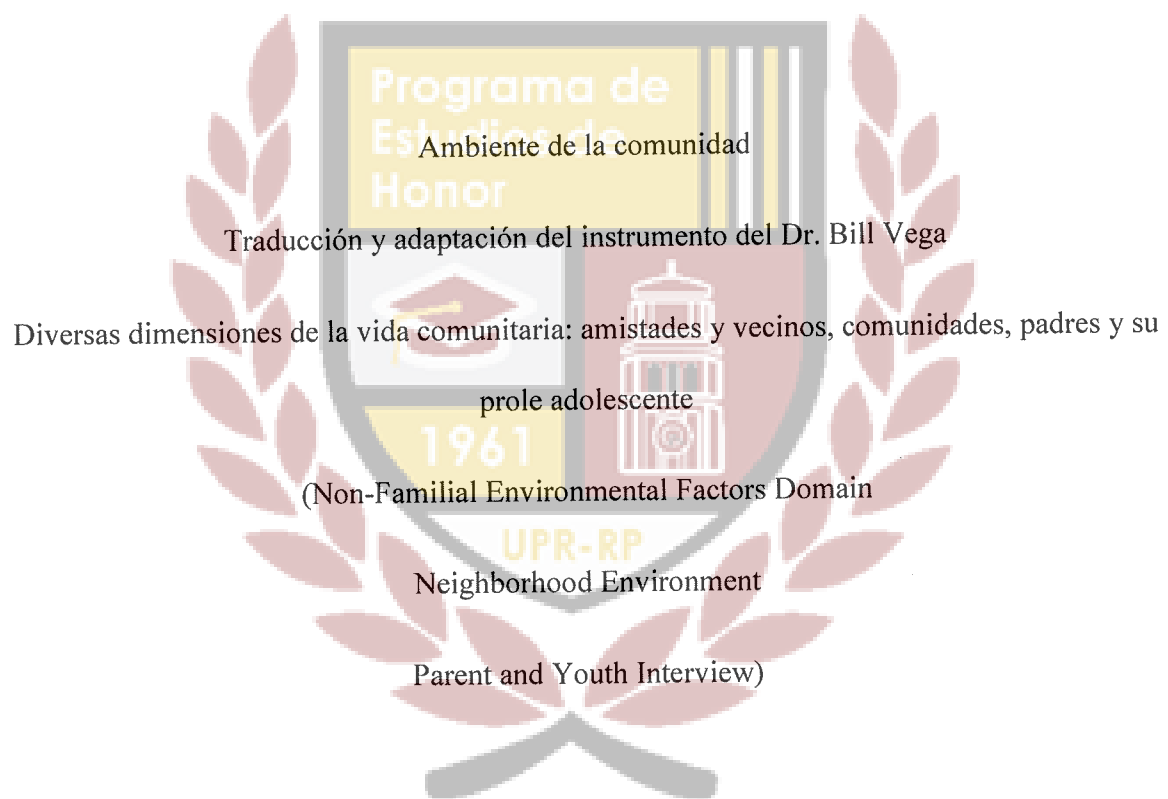 Programa de
Estudios de
Honor
Ambiente de la comunidad
Traducción y adaptación del instrumento del Dr. Bill Vega
Diversas dimensiones de la vida comunitaria: amistades y vecinos, comunidades, padres y su
prole adolescente
1961
(Non-Familial Environmental Factors Domain
UPR-RP
Neighborhood Environment
Parent and Youth Interview)